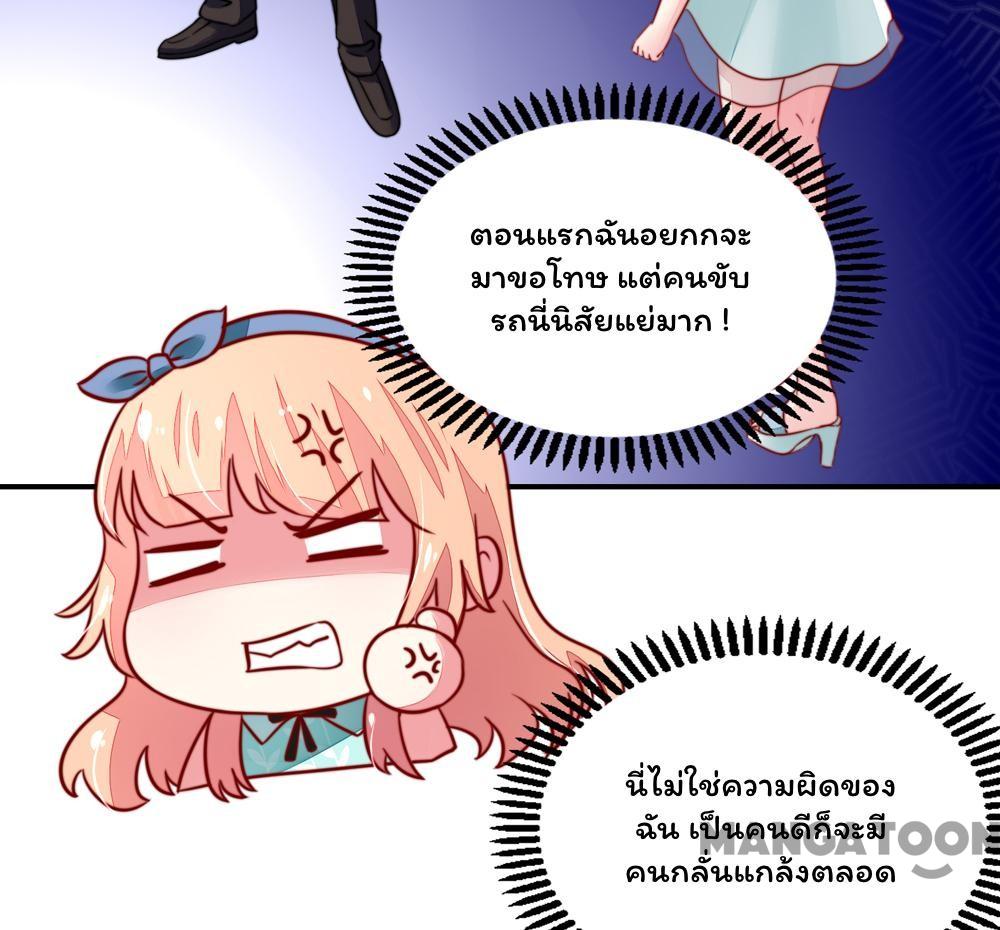 ตอนแรกฉันอยกกจะ
มาขอโทษ แต่คนขับ
รถนี่นิสัยแย่มาก !
นี่ไม่ใช่ความผิดของ
ฉัน เป็นคนดีก็จะมี
คนกลั่นแกล้งตลอด
MANGATOON